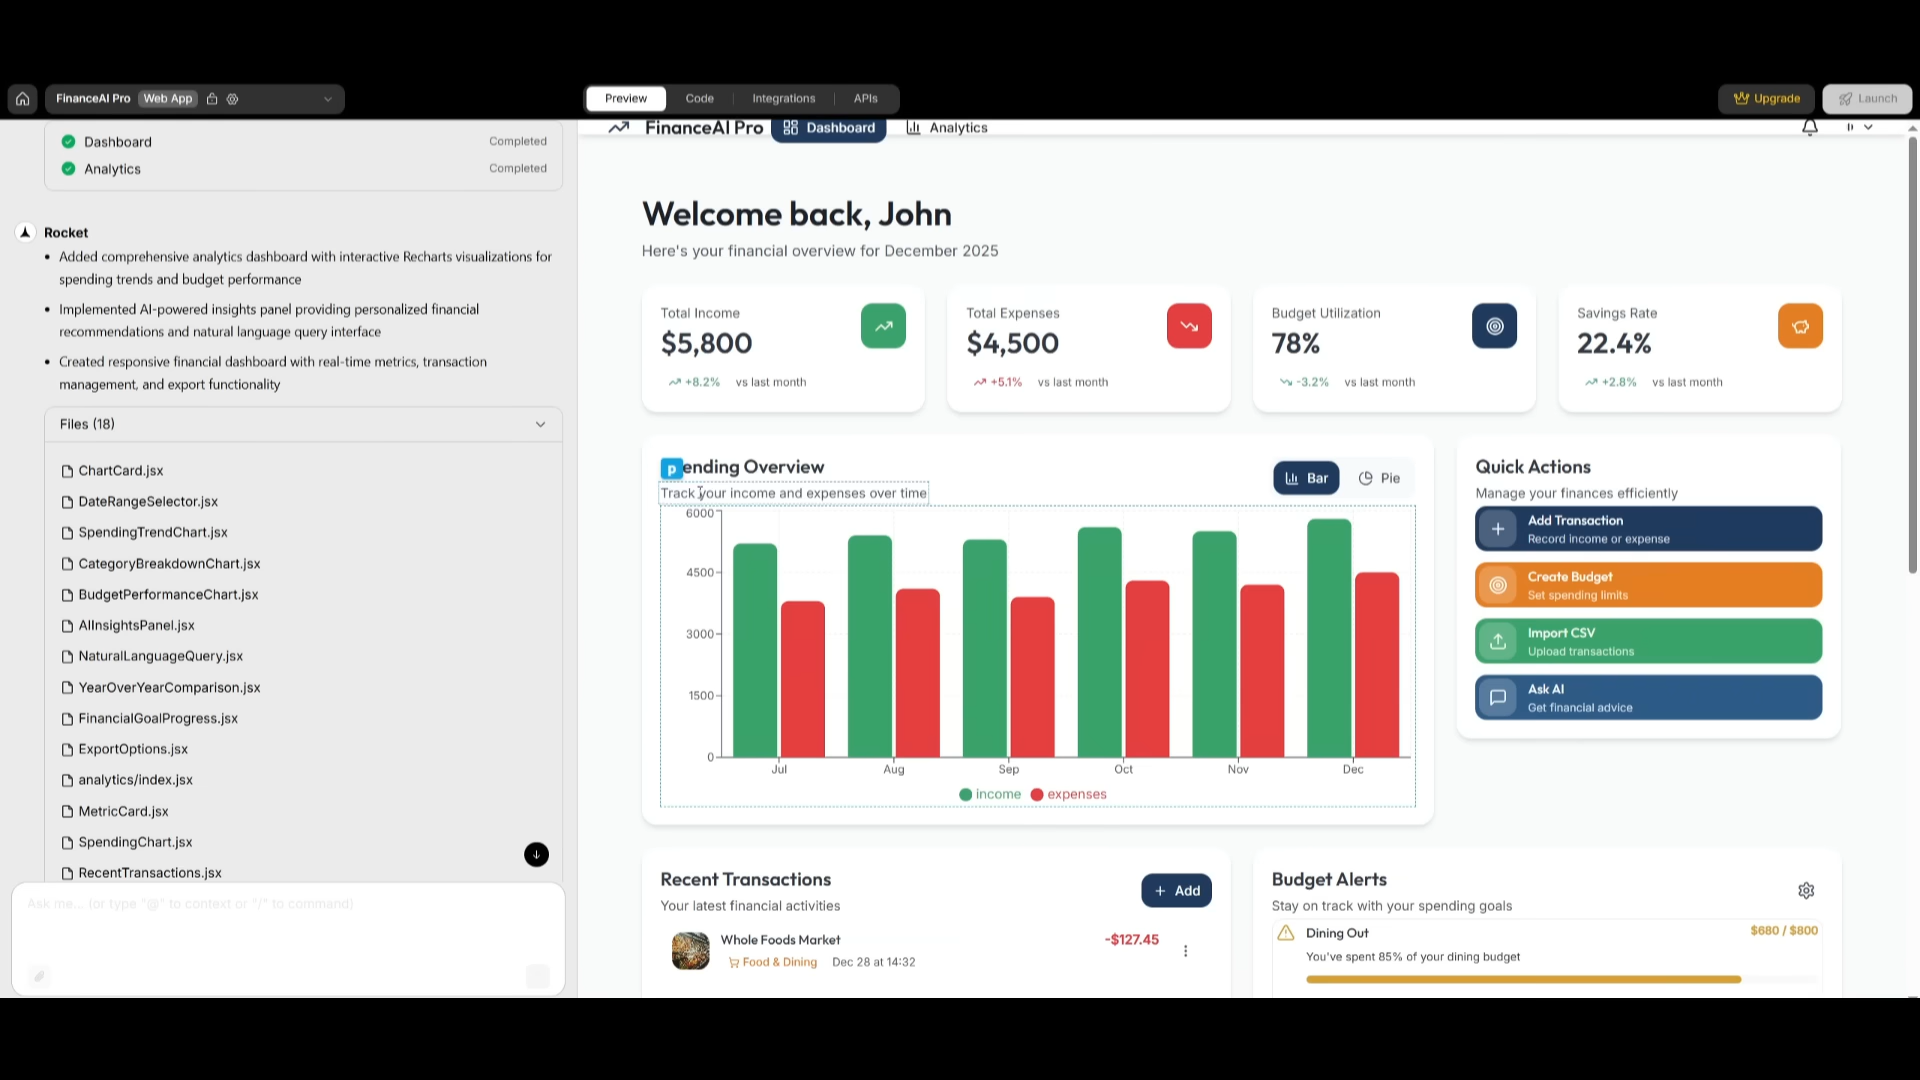 FinanceAI Pro Web App
Preview Code Integrations APIs
Upgrade Launch
Dashboard Completed
Analytics Completed
Rocket
Added comprehensive analytics dashboard with interactive Recharts visualizations for
spending trends and budget performance
Implemented AI-powered insights panel providing personalized financial
recommendations and natural language query interface
Created responsive financial dashboard with real-time metrics, transaction
management, and export functionality
Files (18)
ChartCard.jsx
DateRangeSelector.jsx
SpendingTrendChart.jsx
CategoryBreakdownChart.jsx
BudgetPerformanceChart.jsx
AIInsightsPanel.jsx
NaturalLanguageQuery.jsx
YearOverYearComparison.jsx
FinancialGoalProgress.jsx
ExportOptions.jsx
analytics/index.jsx
MetricCard.jsx
SpendingChart.jsx
RecentTransactions.jsx
Ask me... (or type "@" to context or "/" to command)
FinanceAI Pro Dashboard Analytics
Welcome back, John
Here's your financial overview for December 2025
Total Income
$5,800
+8.2% vs last month
Total Expenses
$4,500
+5.1% vs last month
Budget Utilization
78%
-3.2% vs last month
Savings Rate
22.4%
+2.8% vs last month
p ending Overview
Track your income and expenses over time
Bar Pie
6000
4500
3000
1500
0
Jul Aug Sep Oct Nov Dec
income expenses
Quick Actions
Manage your finances efficiently
Add Transaction
Record income or expense
Create Budget
Set spending limits
Import CSV
Upload transactions
Ask AI
Get financial advice
Recent Transactions
Your latest financial activities
+ Add
Whole Foods Market -$127.45
Food & Dining Dec 28 at 14:32
Budget Alerts
Stay on track with your spending goals
Dining Out $680 / $800
You've spent 85% of your dining budget